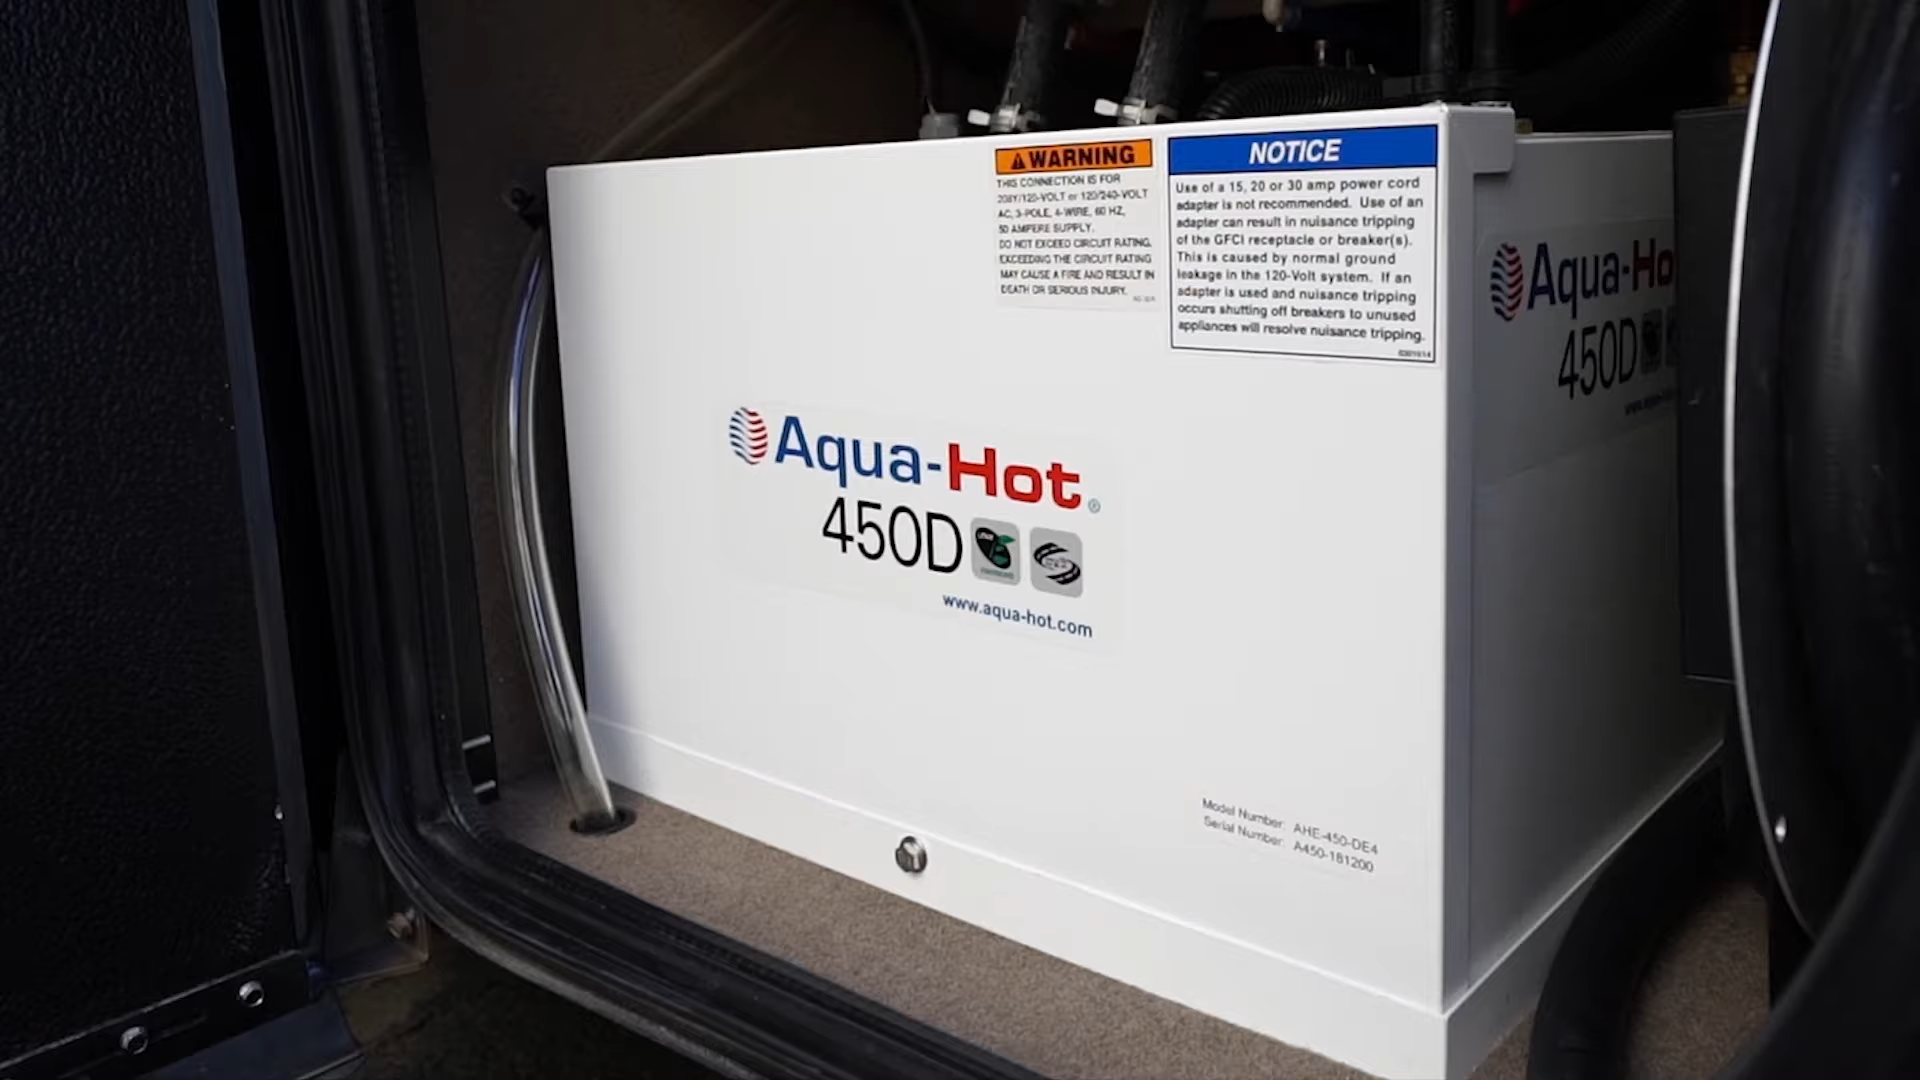 WARNING
THIS CONNECTION IS FOR
208Y/120-VOLT or 120/240-VOLT
AC, 3-POLE, 4-WIRE, 60 HZ,
50 AMPERE SUPPLY.
DO NOT EXCEED CIRCUIT RATING.
EXCEEDING THE CIRCUIT RATING
MAY CAUSE A FIRE AND RESULT IN
DEATH OR SERIOUS INJURY.
NOTICE
Use of a 15, 20 or 30 amp power cord
adapter is not recommended. Use of an
adapter can result in nuisance tripping
of the GFCI receptacle or breaker(s).
This is caused by normal ground
leakage in the 120-Volt system. If an
adapter is used and nuisance tripping
occurs shutting off breakers to unused
appliances will resolve nuisance tripping.
Aqua-Hot®
450D
www.aqua-hot.com
Aqua-Ho
450D
Model Number: AHE-450-DE4
Serial Number: A450-181200